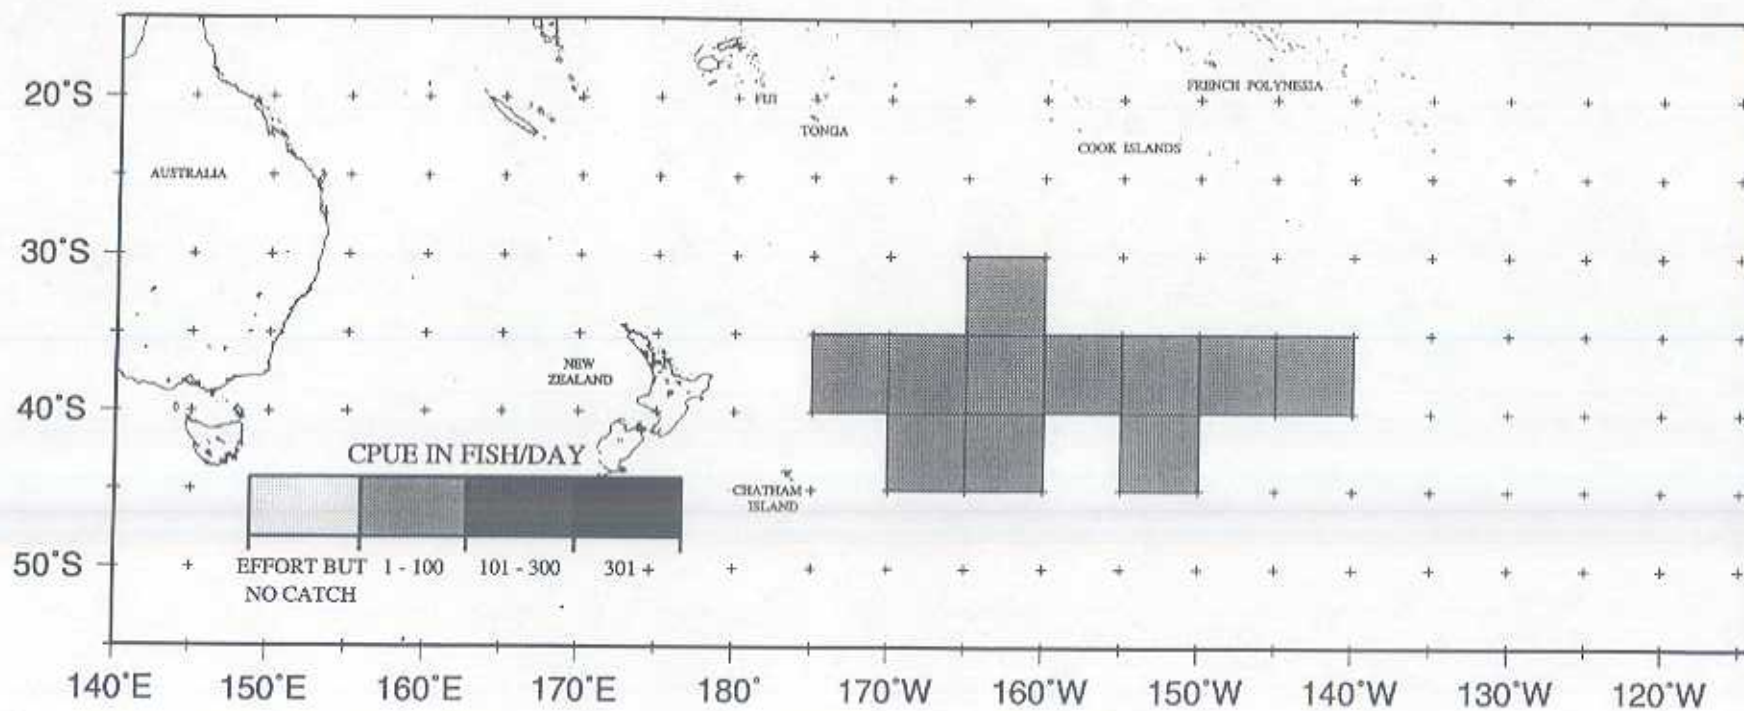 20°S
FIJI
FRENCH POLYNESIA
TONGA
COOK ISLANDS
AUSTRALIA
30°S
NEW
ZEALAND
40°S
CPUE IN FISH/DAY
CHATHAM
ISLAND
50°S
EFFORT BUT 1 - 100 101 - 300 301 +
NO CATCH
140°E 150°E 160°E 170°E 180° 170°W 160°W 150°W 140°W 130°W 120°W